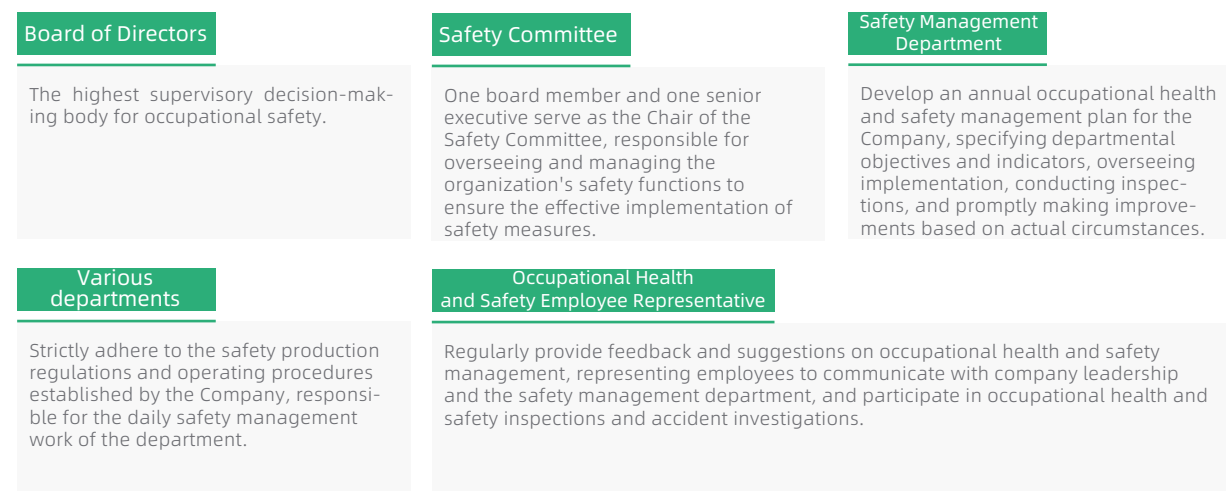 Board of Directors
The highest supervisory decision-mak-
ing body for occupational safety.
Safety Committee
One board member and one senior
executive serve as the Chair of the
Safety Committee, responsible for
overseeing and managing the
organization's safety functions to
ensure the effective implementation of
safety measures.
Safety Management
Department
Develop an annual occupational health
and safety management plan for the
Company, specifying departmental
objectives and indicators, overseeing
implementation, conducting inspec-
tions, and promptly making improve-
ments based on actual circumstances.
Various
departments
Strictly adhere to the safety production
regulations and operating procedures
established by the Company, responsi-
ble for the daily safety management
work of the department.
Occupational Health
and Safety Employee Representative
Regularly provide feedback and suggestions on occupational health and safety
management, representing employees to communicate with company leadership
and the safety management department, and participate in occupational health and
safety inspections and accident investigations.